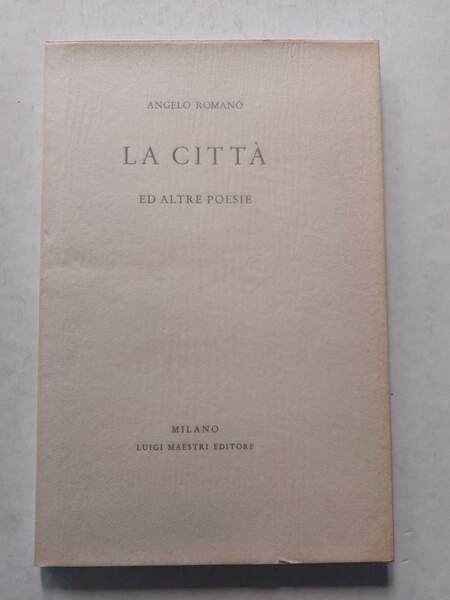 ANGELO ROMANÒ
LA CITTÀ
ED ALTRE POESIE
MILANO
LUIGI MAESTRI EDITORE